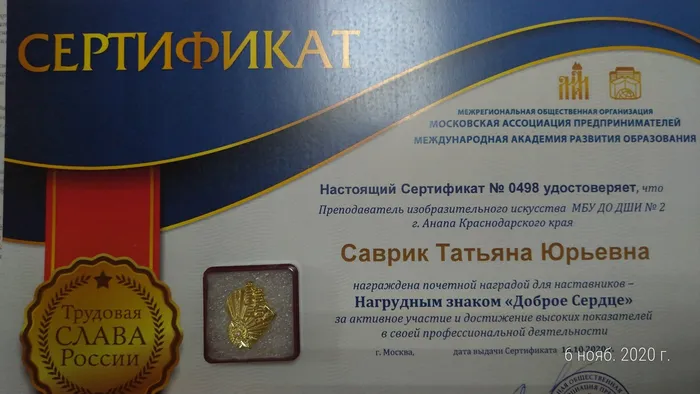 СЕРТИФИКАТ
МЕЖРЕГИОНАЛЬНАЯ ОБЩЕСТВЕННАЯ ОРГАНИЗАЦИЯ
МОСКОВСКАЯ АССОЦИАЦИЯ ПРЕДПРИНИМАТЕЛЕЙ
МЕЖДУНАРОДНАЯ АКАДЕМИЯ РАЗВИТИЯ ОБРАЗОВАНИЯ
Настоящий Сертификат № 0498 удостоверяет, что
Преподаватель изобразительного искусства МБУ ДО ДШИ № 2
г. Анапа Краснодарского края
Саврик Татьяна Юрьевна
награждена почетной наградой для наставников –
Нагрудным знаком «Доброе Сердце»
за активное участие и достижение высоких показателей
в своей профессиональной деятельности
г. Москва, дата выдачи Сертификата
6 нояб. 2020 г.
Трудовая
СЛАВА
России